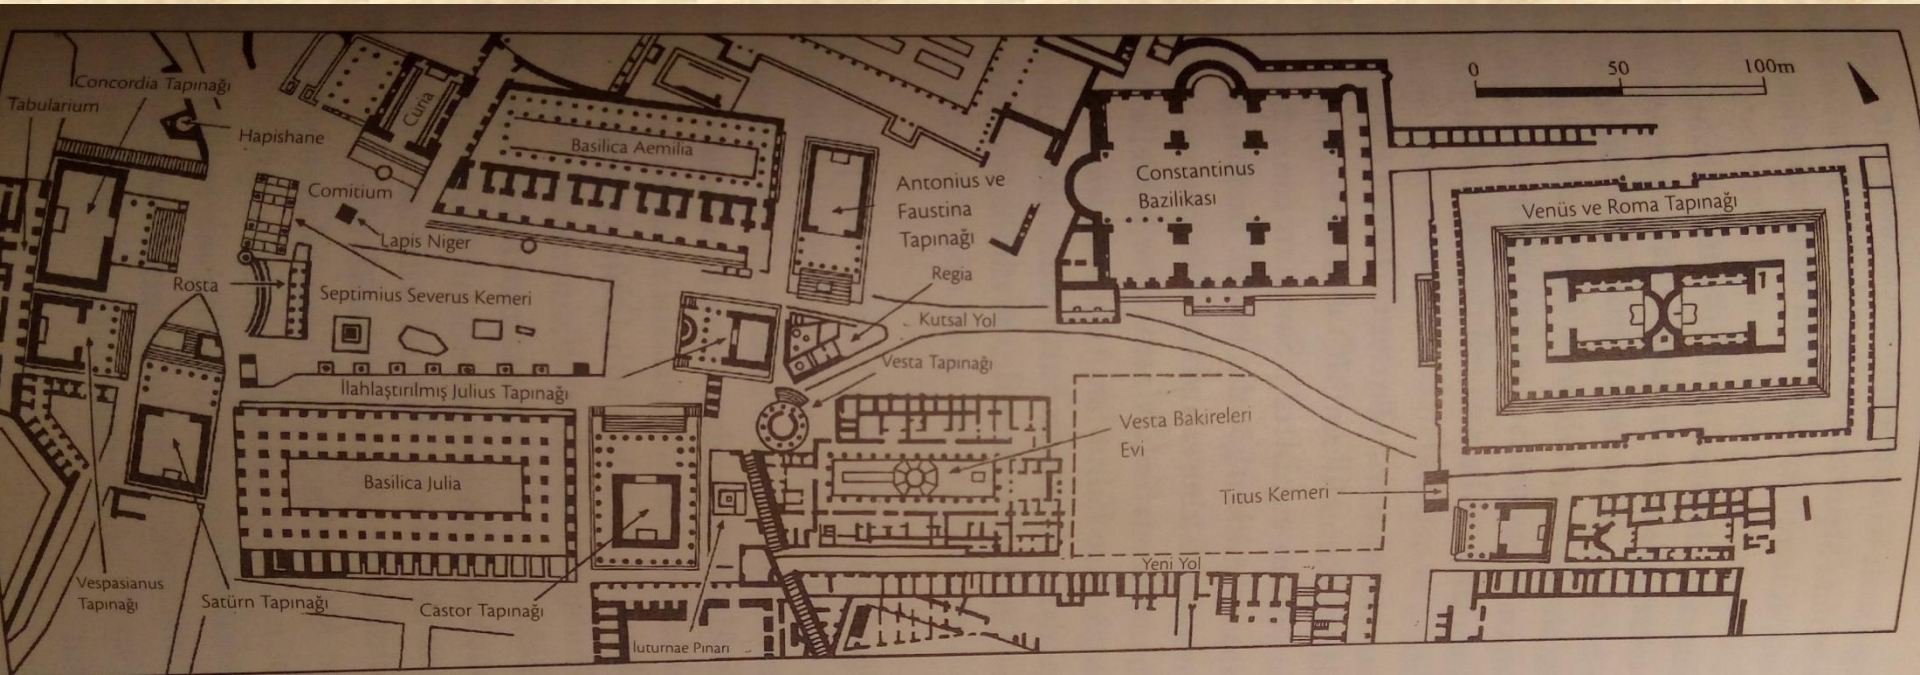 Concordia Tapınağı
Tabularium
Hapishane
Curia
Basilica Aemilia
Comitium
Lapis Niger
Rosta
Septimius Severus Kemeri
Antonius ve
Faustina
Tapınağı
Regia
Kutsal Yol
Constantinus
Bazilikası
0 50 100m
Venüs ve Roma Tapınağı
Vesta Tapınağı
İlahlaştırılmış Julius Tapınağı
Vesta Bakireleri
Evi
Basilica Julia
Titus Kemeri
Yeni Yol
Vespasianus
Tapınağı
Satürn Tapınağı
Castor Tapınağı
Iuturnae Pınarı